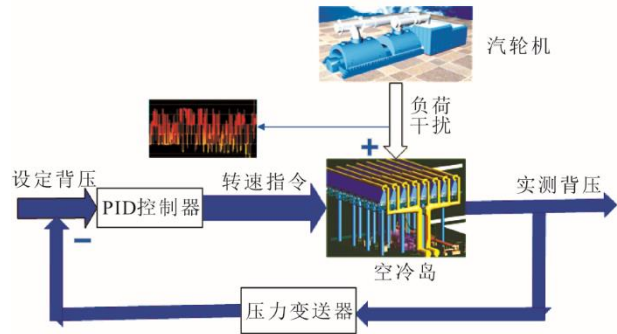 汽轮机
负荷
干扰
+
设定背压
PID控制器
转速指令
实测背压
−
空冷岛
压力变送器